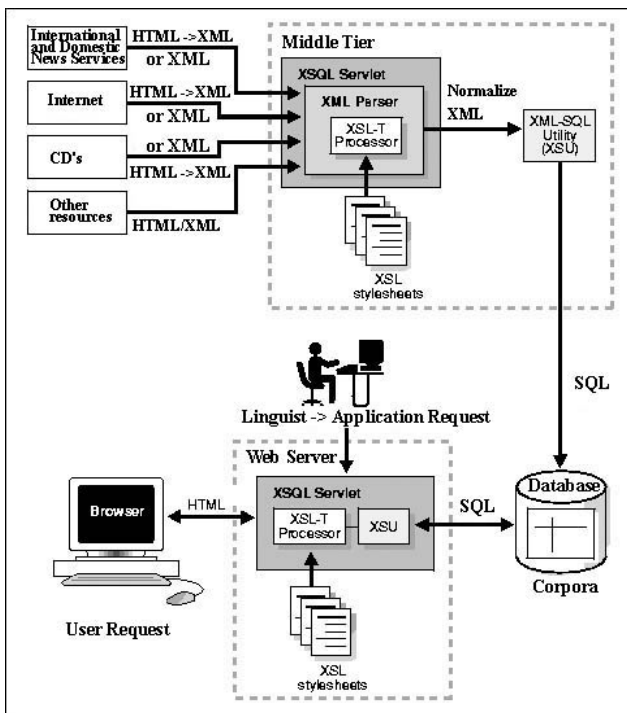 International
and Domestic
News Services
HTML ->XML
or XML
Internet
HTML ->XML
or XML
CD's
or XML
HTML ->XML
Other
resources
HTML/XML
Middle Tier
XSQL Servlet
XML Parser
XSL-T
Processor
XSL
stylesheets
Normalize
XML
XML-SQL
Utility
(XSU)
SQL
Linguist -> Application Request
Web Server
XSQL Servlet
XSL-T
Processor
XSU
XSL
stylesheets
Browser
HTML
User Request
SQL
Database
Corpora